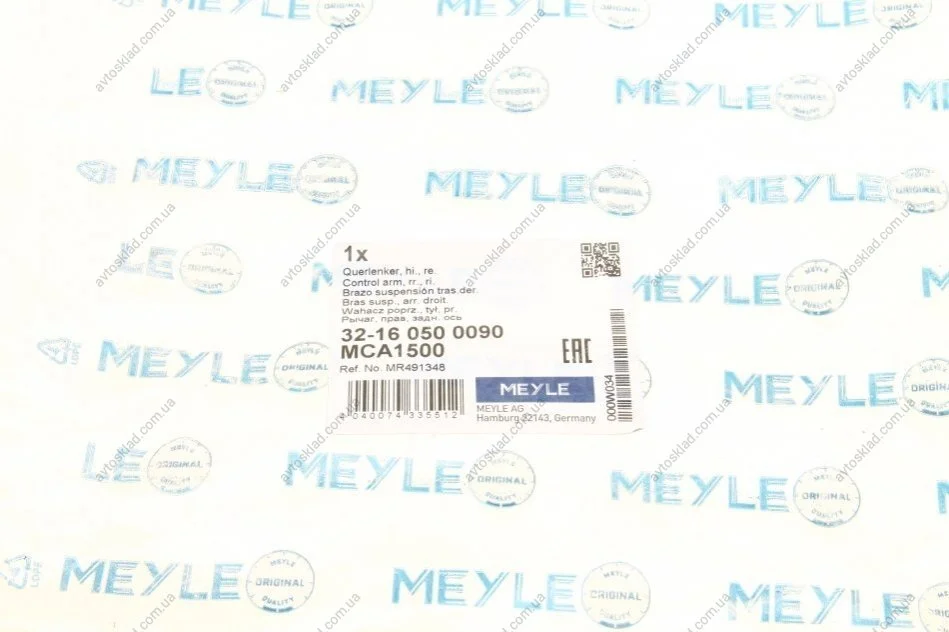 1x
Querlenker, hi., re.
Control arm, rr., ri.
Brazo suspensión tras.der.
Bras susp., arr. droit.
Wahacz poprz., tył. pr.
Рычаг, прав, задн. ось
32-16 050 0090
MCA1500
Ref. No. MR491348
EAC
4 040074 335512
MEYLE
MEYLE AG
Hamburg 22143, Germany
000W034
MEYLE
ORIGINAL
QUALITY
avtosklad.com.ua